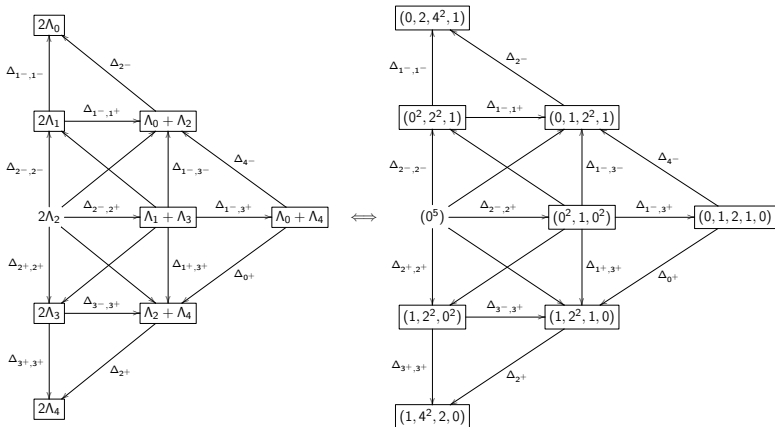 2Λ₀ (0, 2, 4², 1)
Δ₂₋ Δ₂₋
Δ₁₋,₁₋ Δ₁₋,₁₋
Δ₁₋,₁₊ Δ₁₋,₁₊
2Λ₁ Λ₀ + Λ₂ (0², 2², 1) (0, 1, 2², 1)
Δ₂₋,₂₋ Δ₁₋,₃₋ Δ₄₋ Δ₂₋,₂₋ Δ₁₋,₃₋ Δ₄₋
Δ₂₋,₂₊ Δ₁₋,₃₊ Δ₂₋,₂₊ Δ₁₋,₃₊
2Λ₂ Λ₁ + Λ₃ Λ₀ + Λ₄ ⟺ (0⁵) (0², 1, 0²) (0, 1, 2, 1, 0)
Δ₂₊,₂₊ Δ₁₊,₃₊ Δ₀₊ Δ₂₊,₂₊ Δ₁₊,₃₊ Δ₀₊
Δ₃₋,₃₊ Δ₃₋,₃₊
2Λ₃ Λ₂ + Λ₄ (1, 2², 0²) (1, 2², 1, 0)
Δ₃₊,₃₊ Δ₂₊ Δ₃₊,₃₊ Δ₂₊
2Λ₄ (1, 4², 2, 0)